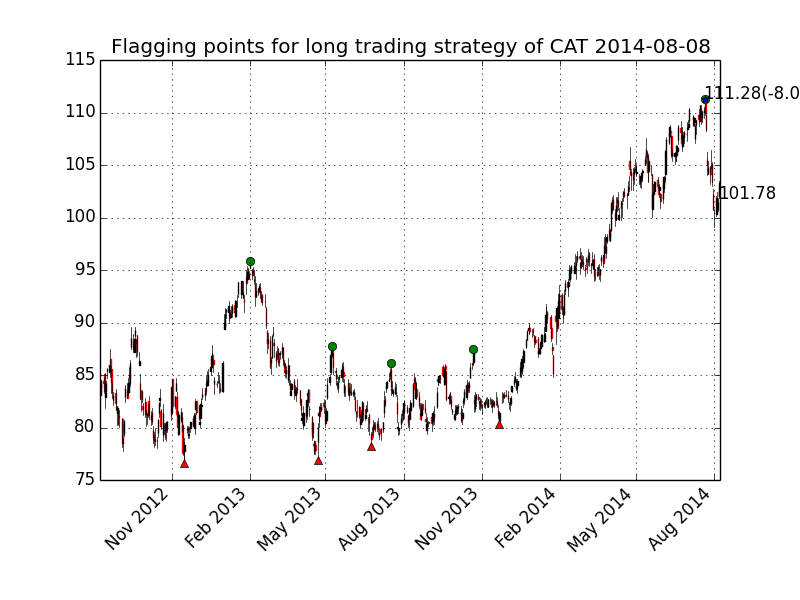 Flagging points for long trading strategy of CAT 2014-08-08
115
110
105
100
95
90
85
80
75
111.28(-8.0
101.78
Nov 2012
Feb 2013
May 2013
Aug 2013
Nov 2013
Feb 2014
May 2014
Aug 2014